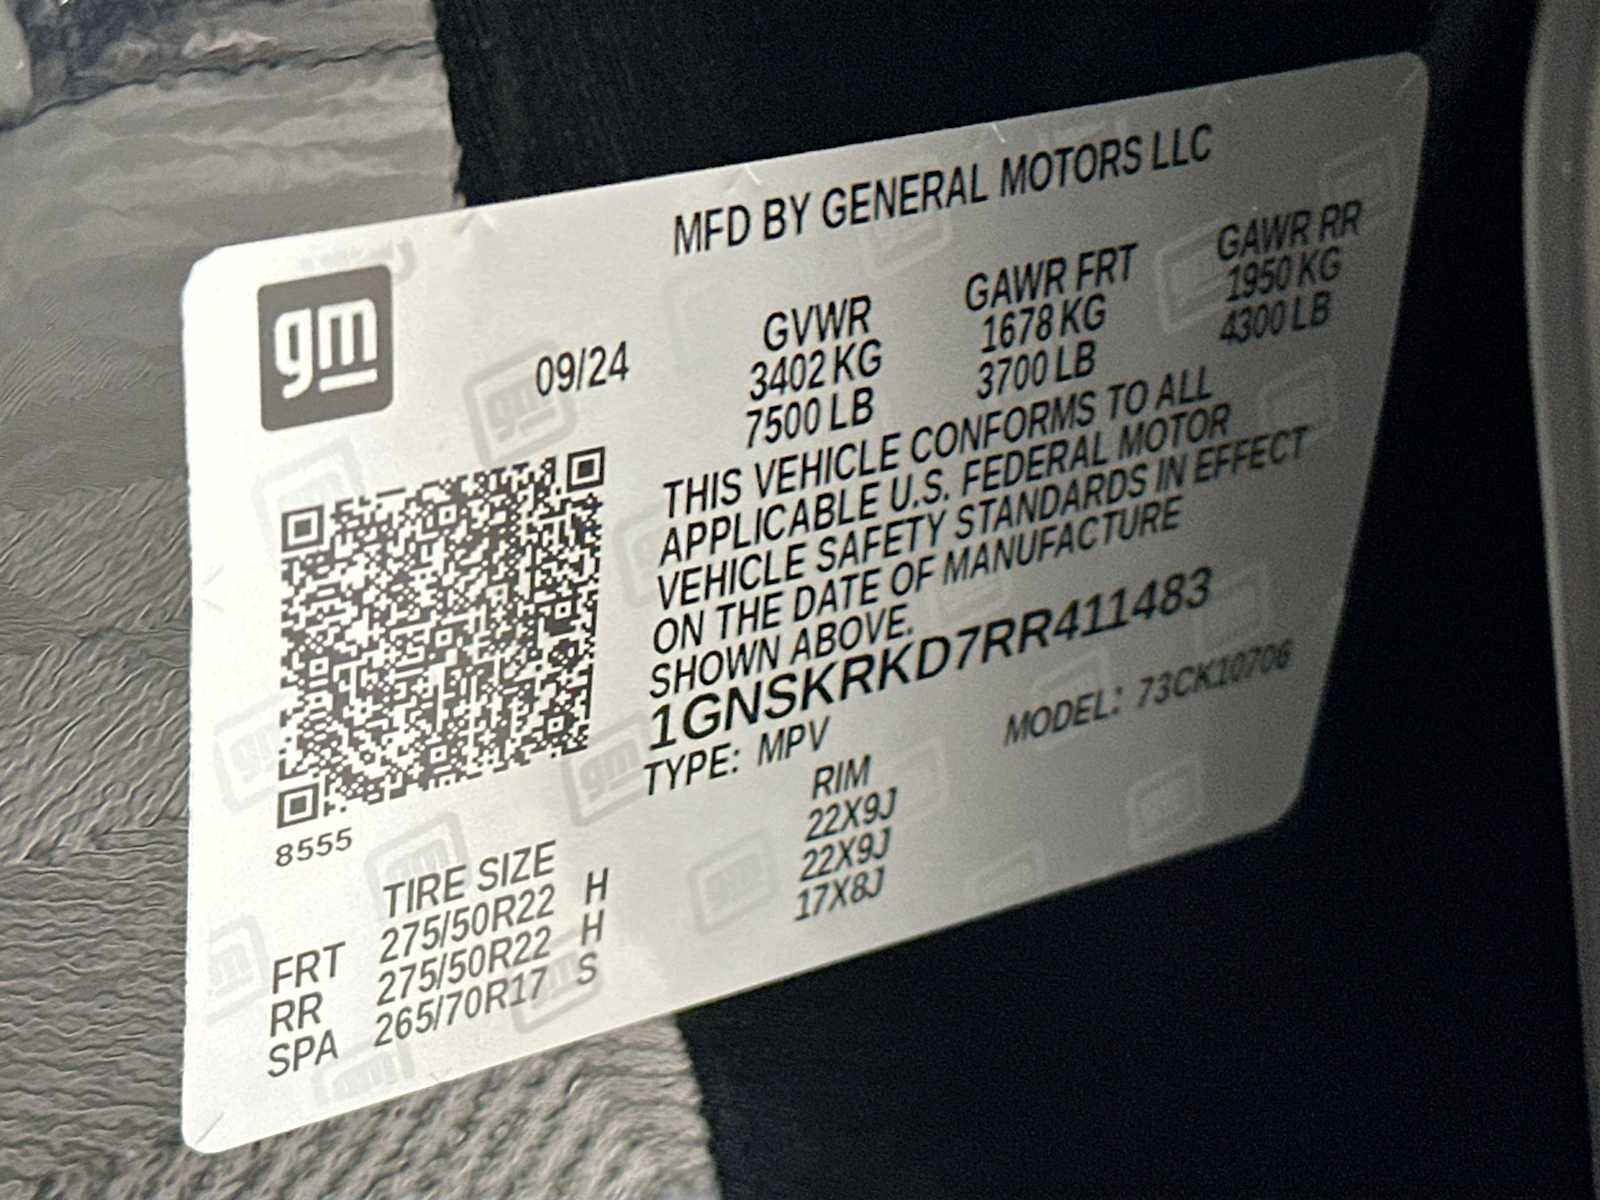 MFD BY GENERAL MOTORS LLC
gm
09/24
GVWR GAWR FRT GAWR RR
3402 KG 1678 KG 1950 KG
7500 LB 3700 LB 4300 LB
THIS VEHICLE CONFORMS TO ALL
APPLICABLE U.S. FEDERAL MOTOR
VEHICLE SAFETY STANDARDS IN EFFECT
ON THE DATE OF MANUFACTURE
SHOWN ABOVE.
1GNSKRKD7RR411483
TYPE: MPV MODEL: 73CK10706
8555
TIRE SIZE RIM
FRT 275/50R22 H 22X9J
RR 275/50R22 H 22X9J
SPA 265/70R17 S 17X8J